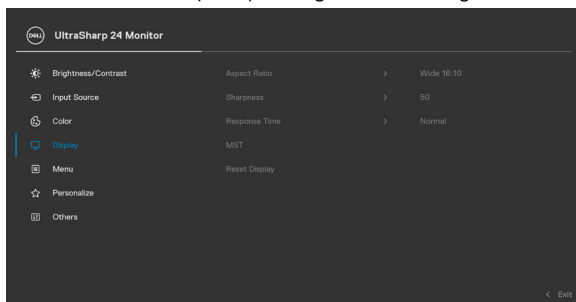 DELL UltraSharp 24 Monitor
Brightness/Contrast Aspect Ratio > Wide 16:10
Input Source Sharpness > 50
Color Response Time > Normal
Display MST
Menu Reset Display
Personalize
Others
< Exit